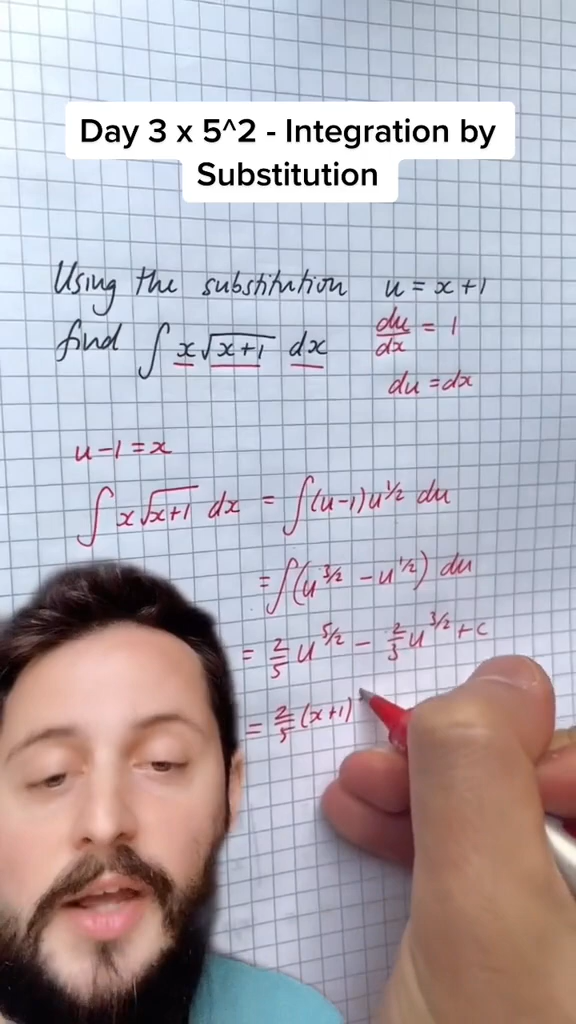 Day 3 x 5^2 - Integration by
Substitution
Using the substitution u = x+1
find ∫ x√(x+1) dx
du/dx = 1
du = dx
u-1 = x
∫ x√(x+1) dx = ∫(u-1)u^1/2 du
= ∫(u^3/2 - u^1/2) du
= 2/5 u^5/2 - 2/3 u^3/2 + c
= 2/5 (x+1)